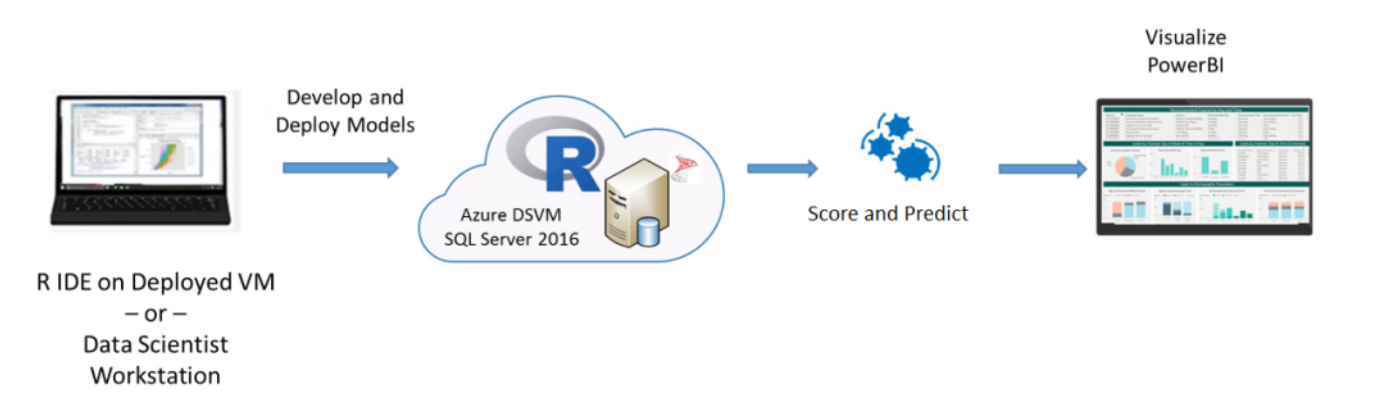 Visualize
PowerBI
Develop and
Deploy Models
R
Azure DSVM
SQL Server 2016
Score and Predict
R IDE on Deployed VM
– or –
Data Scientist
Workstation